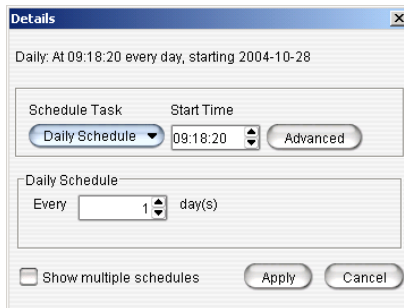 Details
Daily: At 09:18:20 every day, starting 2004-10-28
Schedule Task Start Time
Daily Schedule 09:18:20 Advanced
Daily Schedule
Every 1 day(s)
Show multiple schedules Apply Cancel